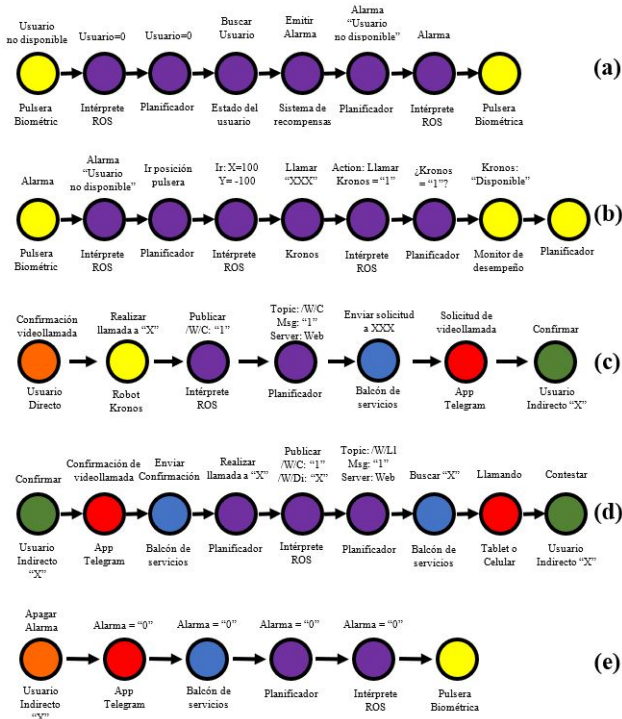 Usuario
no disponible
Usuario=0
Usuario=0
Buscar
Usuario
Emitir
Alarma
Alarma
“Usuario
no disponible”
Alarma
(a)
Pulsera
Biométric
Intérprete
ROS
Planificador
Estado del
usuario
Sistema de
recompensas
Planificador
Intérprete
ROS
Pulsera
Biométrica
Alarma
Alarma
“Usuario
no disponible”
Ir posición
pulsera
Ir: X=100
Y= -100
Llamar
“XXX”
Action: Llamar
Kronos = “1”
¿Kronos
= “1”?
Kronos:
“Disponible”
(b)
Pulsera
Biométric
Intérprete
ROS
Planificador
Intérprete
ROS
Kronos
Intérprete
ROS
Planificador
Monitor de
desempeño
Planificador
Confirmación
videollamada
Realizar
llamada a “X”
Publicar
/W/C: “1”
Topic: /W/C
Msg: “1”
Server: Web
Enviar solicitud
a XXX
Solicitud de
videollamada
Confirmar
(c)
Usuario
Directo
Robot
Kronos
Intérprete
ROS
Planificador
Balcón de
servicios
App
Telegram
Usuario
Indirecto “X”
Confirmar
Confirmación de
videollamada
Enviar
Confirmación
Realizar
llamada a “X”
Publicar
/W/C: “1”
/W/Di: “X”
Topic: /W/L1
Msg: “1”
Server: Web
Buscar “X”
Llamando
Contestar
(d)
Usuario
Indirecto
“X”
App
Telegram
Balcón de
servicios
Planificador
Intérprete
ROS
Planificador
Balcón de
servicios
Tablet o
Celular
Usuario
Indirecto “X”
Apagar
Alarma
Alarma = “0”
Alarma = “0”
Alarma = “0”
Alarma = “0”
(e)
Usuario
Indirecto
“X”
App
Telegram
Balcón de
servicios
Planificador
Intérprete
ROS
Pulsera
Biométrica